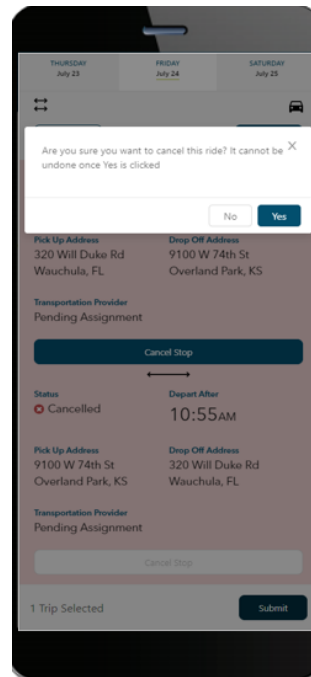 THURSDAY
July 23
FRIDAY
July 24
SATURDAY
July 25
Are you sure you want to cancel this ride? It cannot be
undone once Yes is clicked
No
Yes
Pick Up Address
320 Will Duke Rd
Wauchula, FL
Drop Off Address
9100 W 74th St
Overland Park, KS
Transportation Provider
Pending Assignment
Cancel Stop
Status
Cancelled
Depart After
10:55AM
Pick Up Address
9100 W 74th St
Overland Park, KS
Drop Off Address
320 Will Duke Rd
Wauchula, FL
Transportation Provider
Pending Assignment
Cancel Stop
1 Trip Selected
Submit